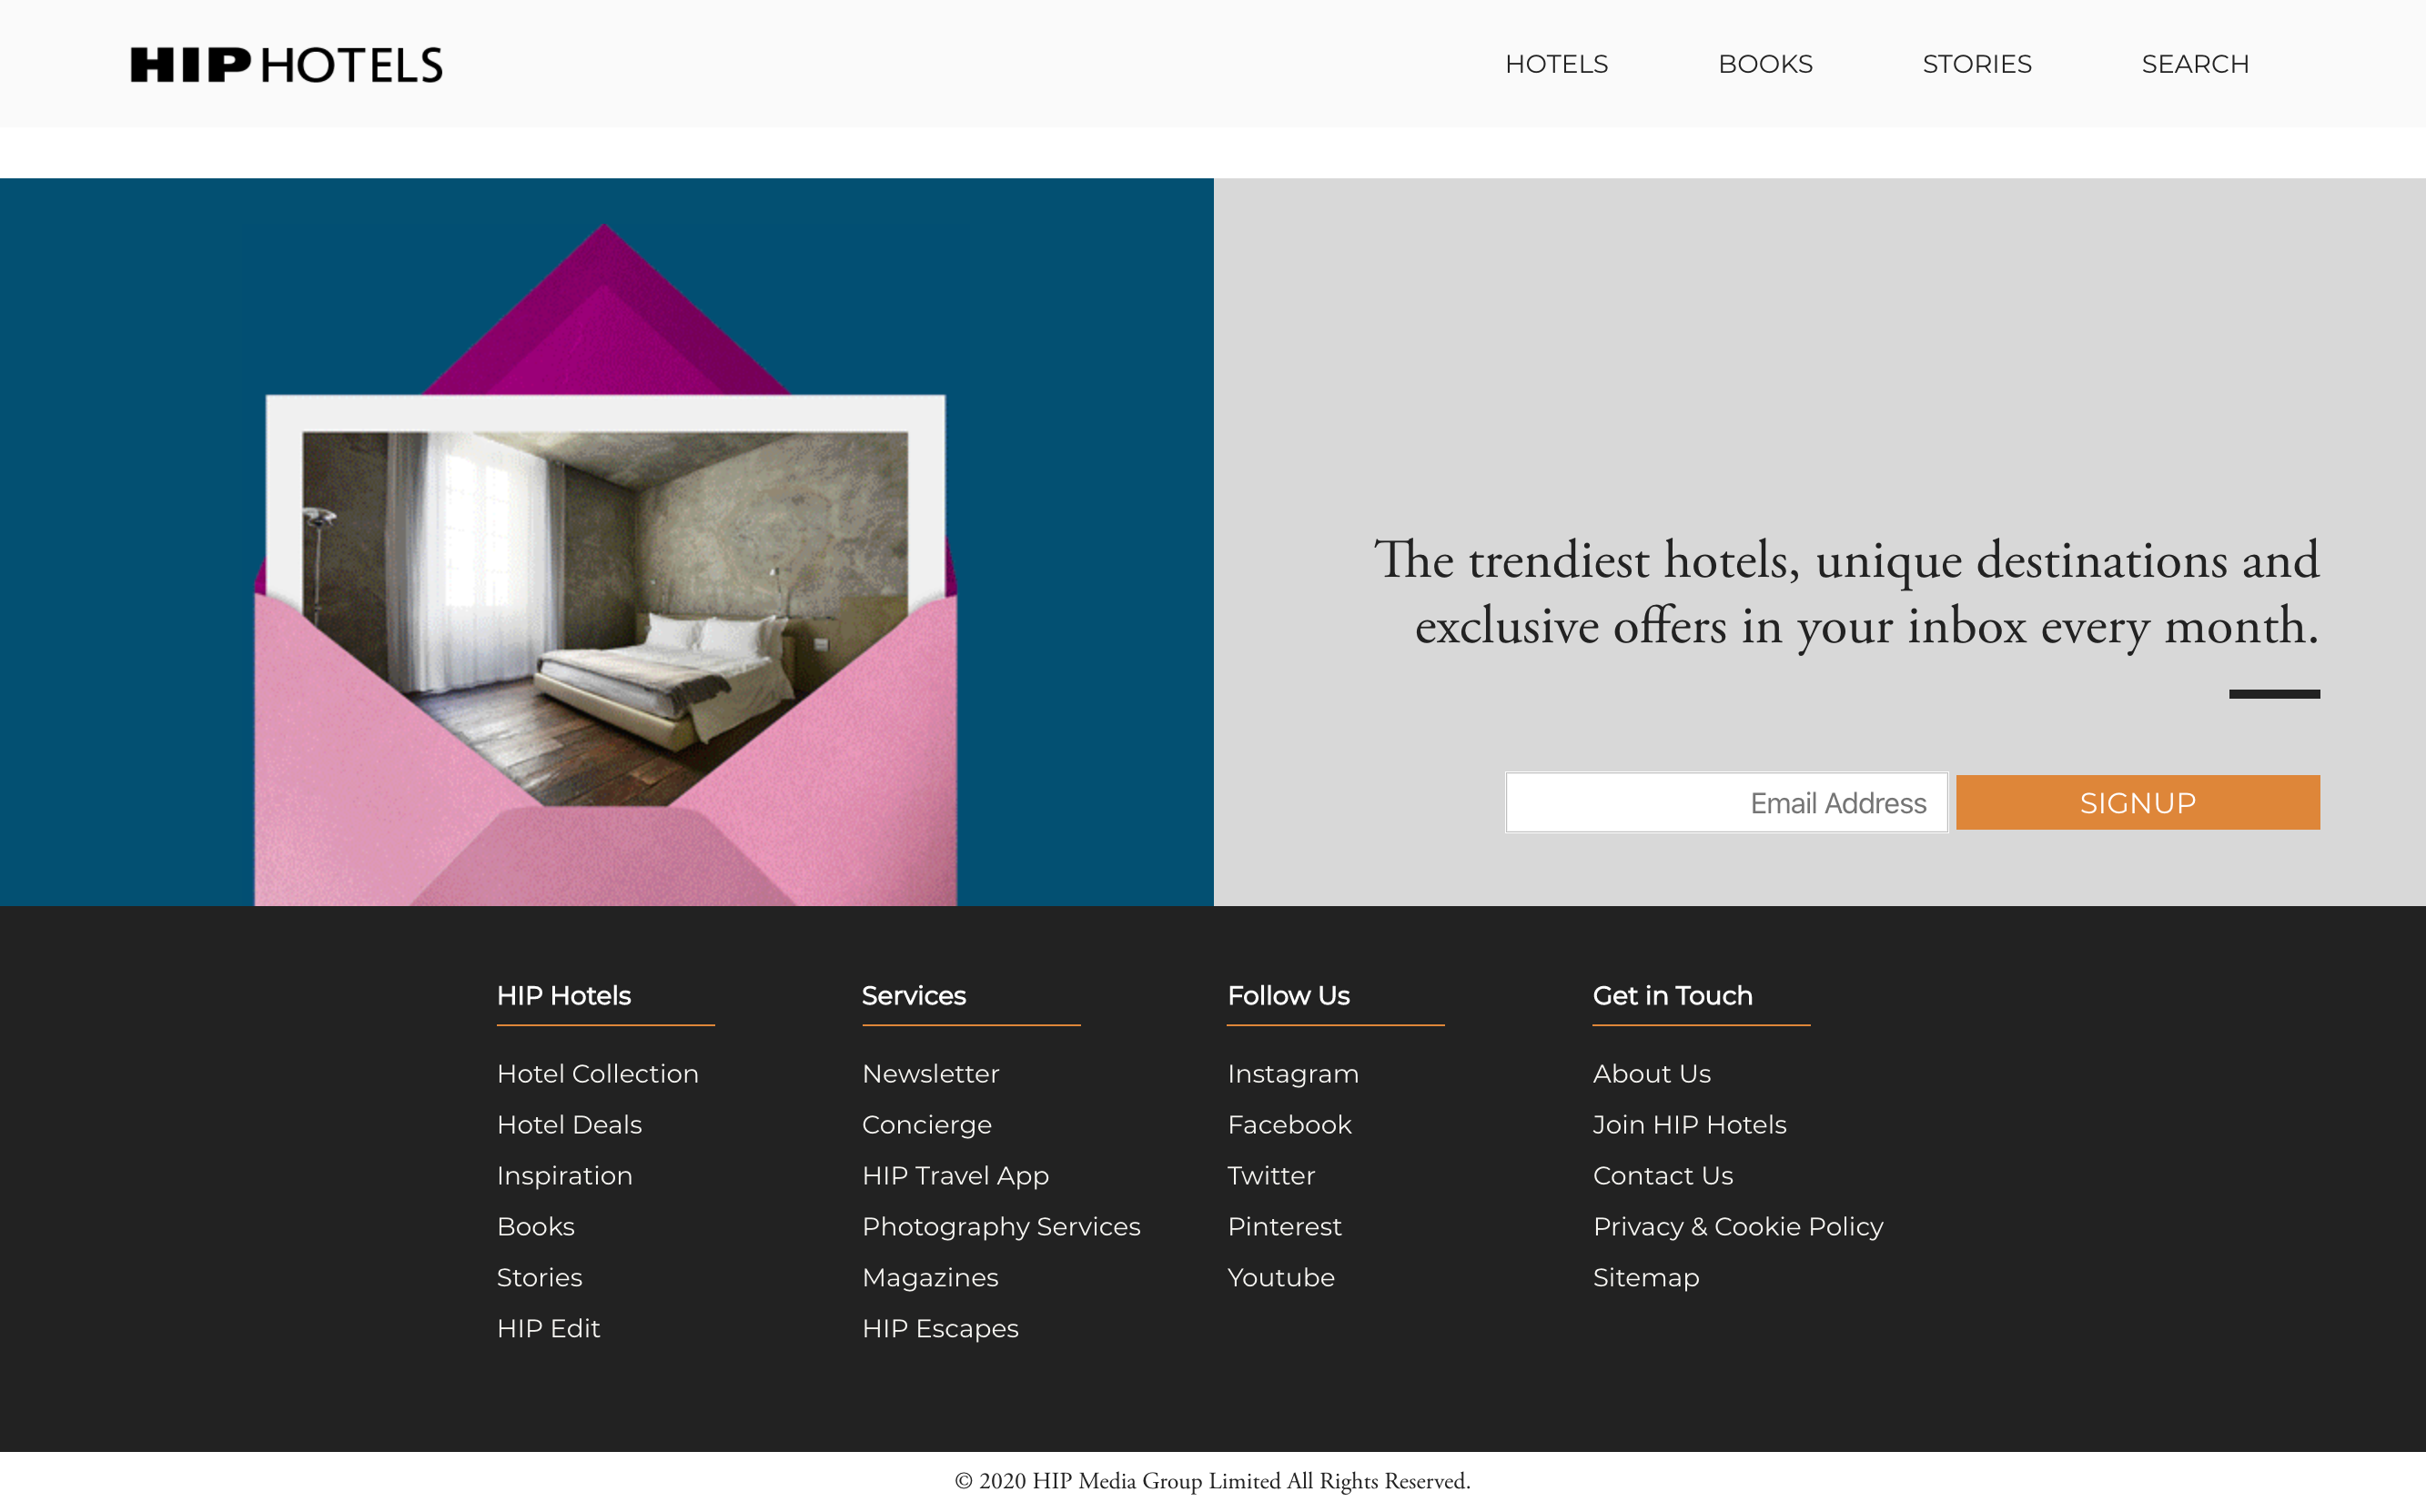 HIP HOTELS
HOTELS BOOKS STORIES SEARCH
The trendiest hotels, unique destinations and
exclusive offers in your inbox every month.
Email Address
SIGNUP
HIP Hotels
Hotel Collection
Hotel Deals
Inspiration
Books
Stories
HIP Edit
Services
Newsletter
Concierge
HIP Travel App
Photography Services
Magazines
HIP Escapes
Follow Us
Instagram
Facebook
Twitter
Pinterest
Youtube
Get in Touch
About Us
Join HIP Hotels
Contact Us
Privacy & Cookie Policy
Sitemap
© 2020 HIP Media Group Limited All Rights Reserved.